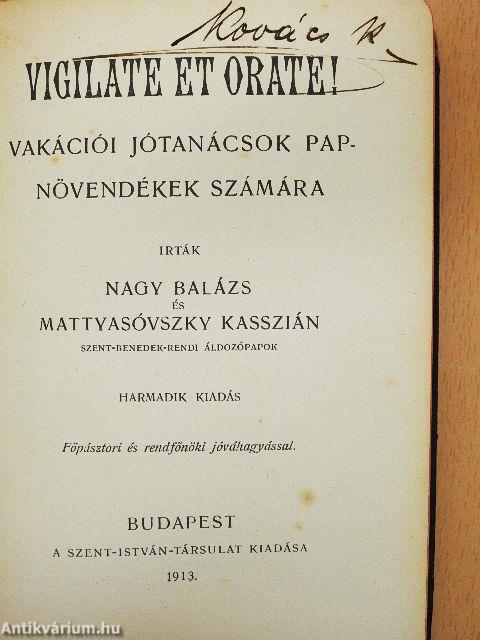 Kovács K
VIGILATE ET ORATE!
VAKÁCIÓI JÓTANÁCSOK PAP-
NÖVENDÉKEK SZÁMÁRA
IRTÁK
NAGY BALÁZS
ÉS
MATTYASÓVSZKY KASSZIÁN
SZENT-BENEDEK-RENDI ÁLDOZÓPAPOK
HARMADIK KIADÁS
Főpásztori és rendfőnöki jóváhagyással.
BUDAPEST
A SZENT-ISTVÁN-TÁRSULAT KIADÁSA
1913.
Antikvárium.hu